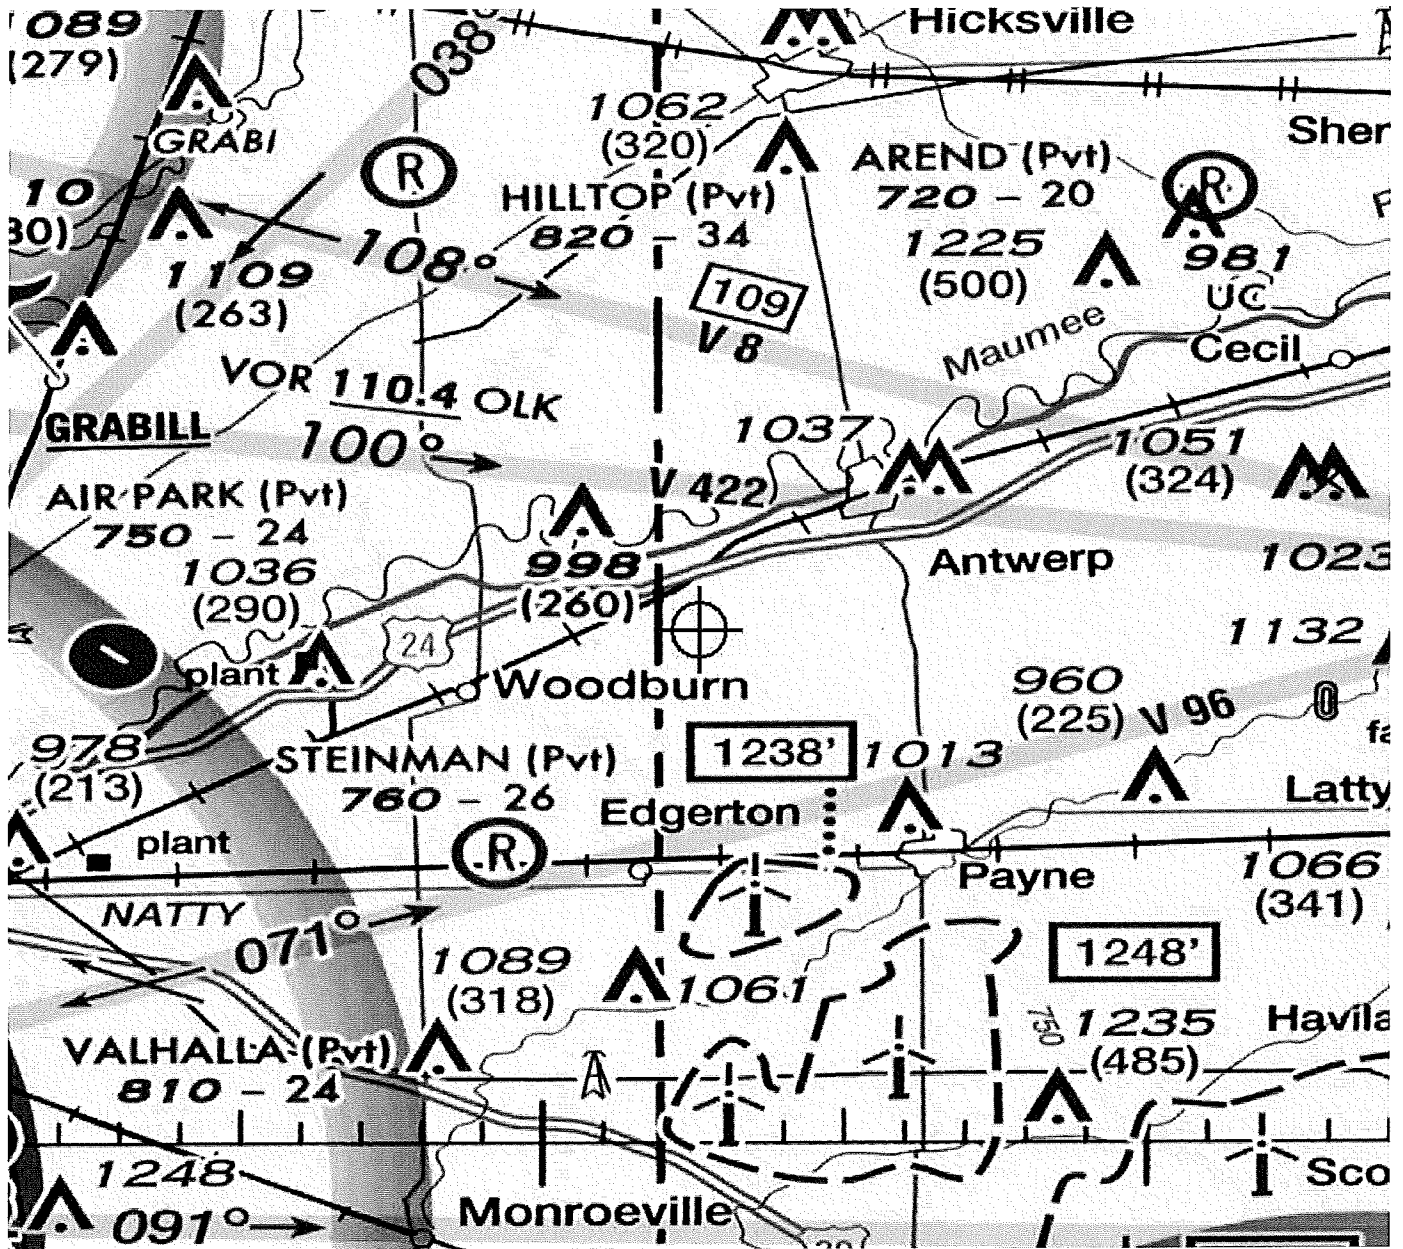 089
(279)
038
Hicksville
1062
(320)
GRABI
R
AREND (Pvt)
720 - 20
Sher
R
10
30)
HILLTOP (Pvt)
820 - 34
1225
(500)
981
UC
1109
(263)
108°
109
V 8
Maumee
Cecil
VOR 110.4 OLK
GRABILL
100°
1037
1051
(324)
V 422
AIR PARK (Pvt)
750 - 24
1036
(290)
998
(260)
Antwerp
1023
24
1132
plant
Woodburn
960
(225)
V 96
978
(213)
STEINMAN (Pvt)
760 - 26
1238'
1013
fa
Latty
Edgerton
plant
R
Payne
1066
(341)
NATTY
071°
1089
(318)
1061
1248'
750
1235
(485)
Havila
VALHALLA (Pvt)
810 - 24
1248
091°
Monroeville
Sco
30